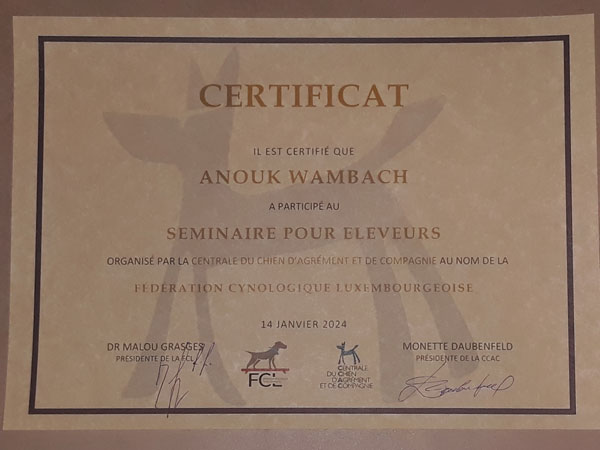 CERTIFICAT
IL EST CERTIFIÉ QUE
ANOUK WAMBACH
A PARTICIPÉ AU
SEMINAIRE POUR ELEVEURS
ORGANISÉ PAR LA CENTRALE DU CHIEN D'AGRÉMENT ET DE COMPAGNIE AU NOM DE LA
FÉDÉRATION CYNOLOGIQUE LUXEMBOURGEOISE
14 JANVIER 2024
DR MALOU GRASGES
PRÉSIDENTE DE LA FCL
MONETTE DAUBENFELD
PRÉSIDENTE DE LA CCAC
FCL
CENTRALE
DU CHIEN
D'AGRÉMENT
ET DE COMPAGNIE